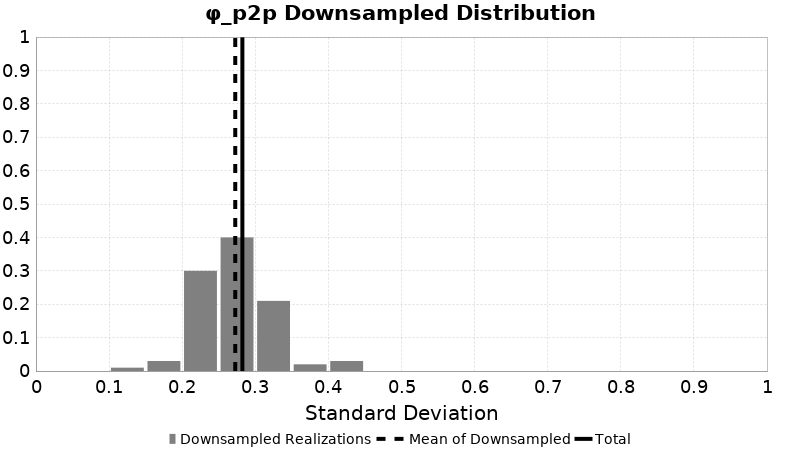 φ_p2p Downsampled Distribution
1
0.9
0.8
0.7
0.6
0.5
0.4
0.3
0.2
0.1
0
0 0.1 0.2 0.3 0.4 0.5 0.6 0.7 0.8 0.9 1
Standard Deviation
Downsampled Realizations Mean of Downsampled Total